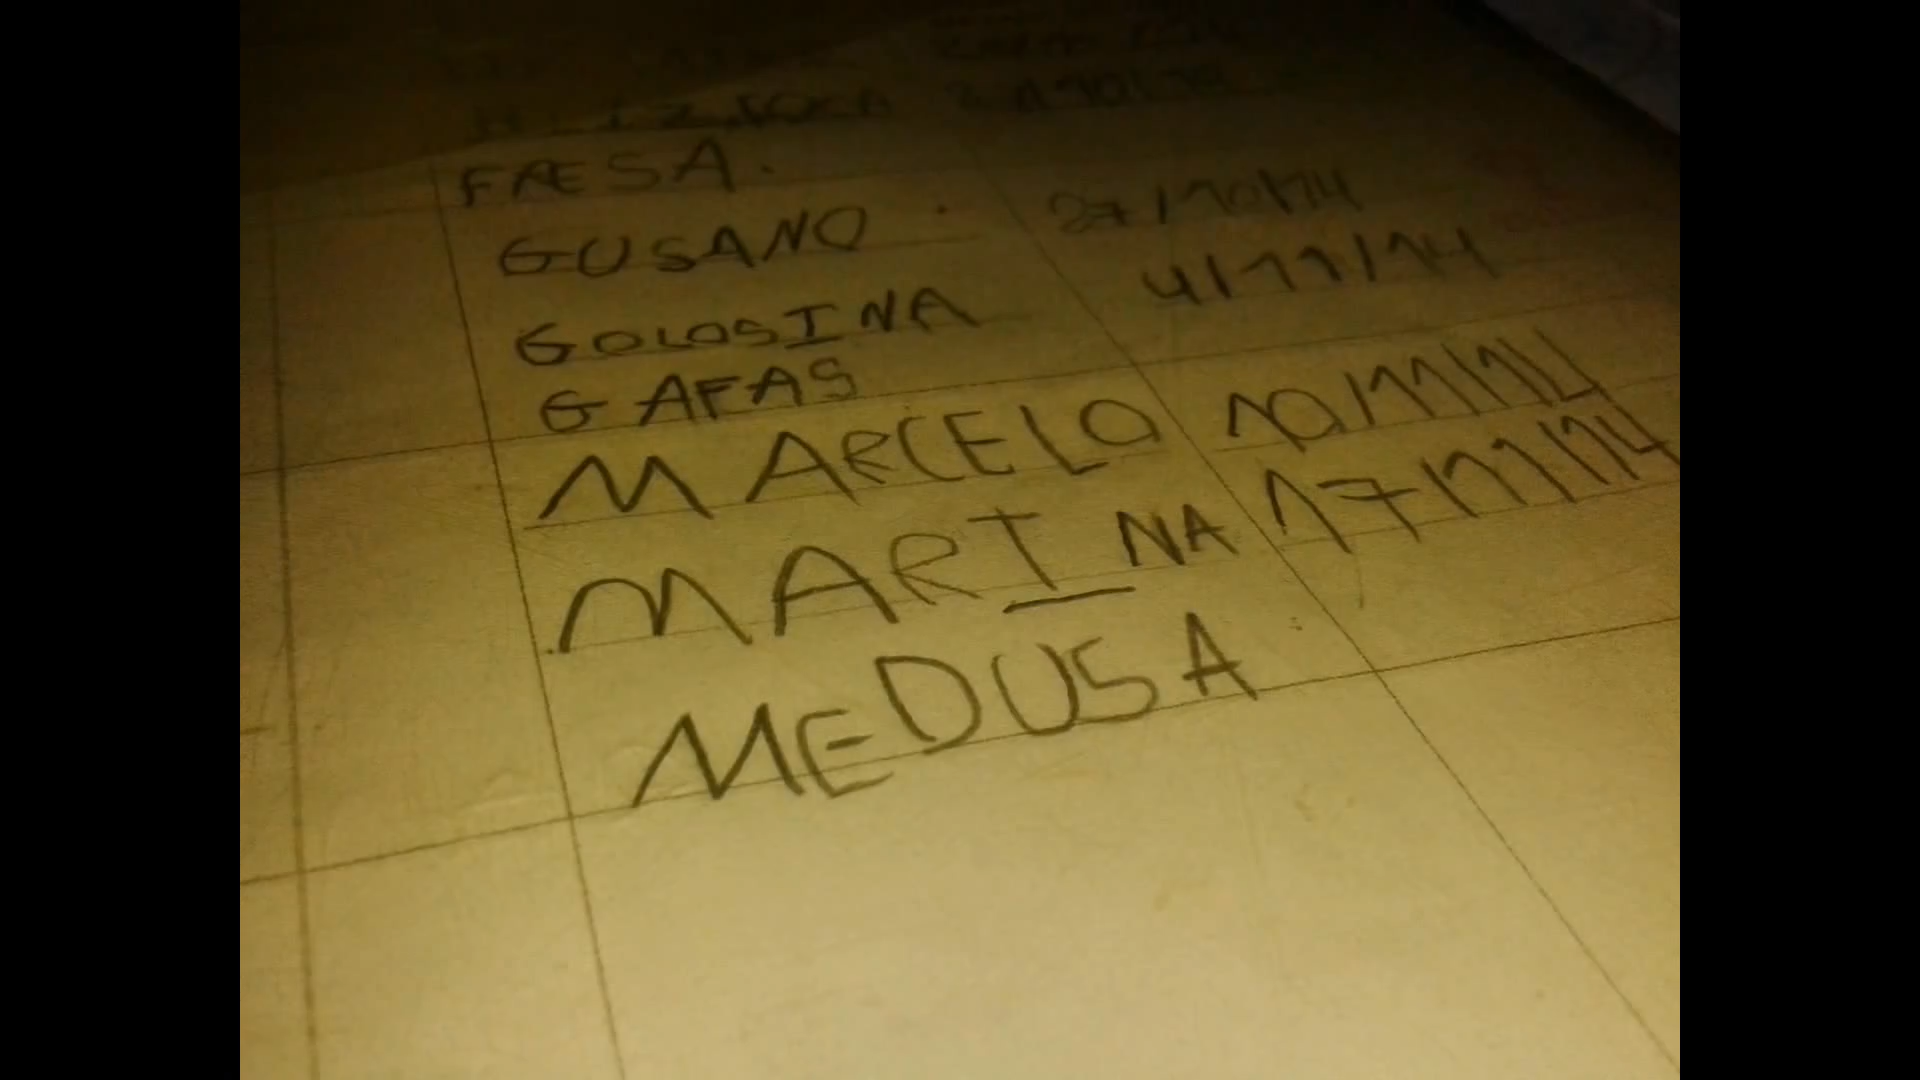 FRESA.
GUSANO . 27/10/14
GOLOSINA 4/11/14
GAFAS
MARCELO 10/11/14
MARTINA 17/11/14
MEDUSA